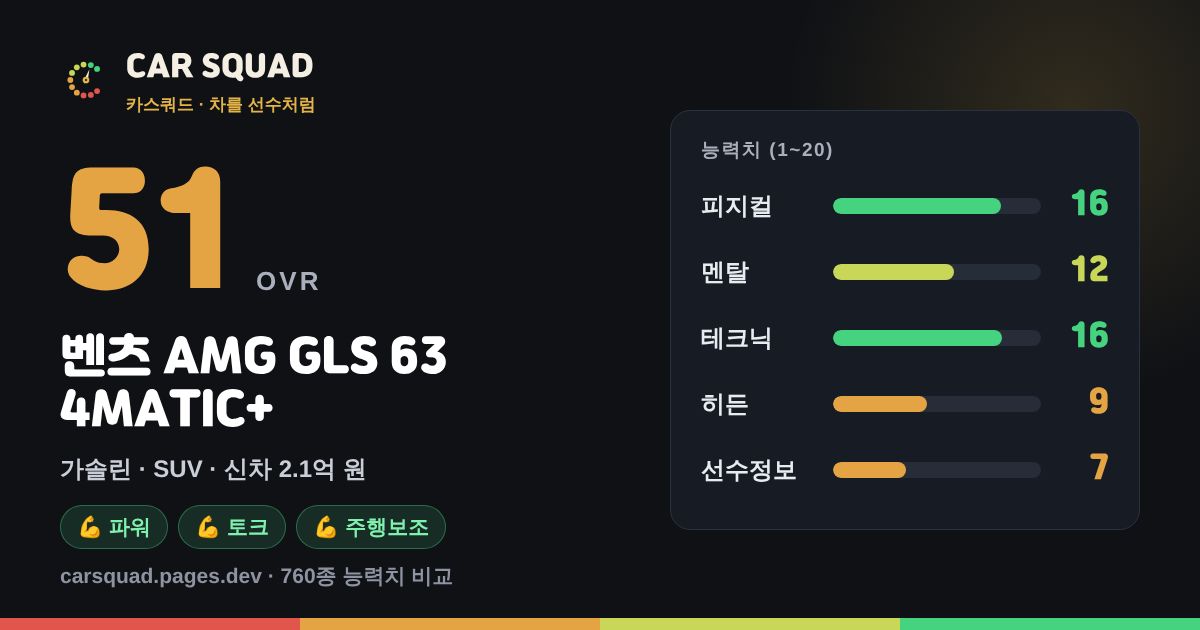 CAR SQUAD
카스쿼드 · 차를 선수처럼
51 OVR
벤츠 AMG GLS 63
4MATIC+
가솔린 · SUV · 신차 2.1억 원
💪 파워 💪 토크 💪 주행보조
carsquad.pages.dev · 760종 능력치 비교
능력치 (1~20)
피지컬 16
멘탈 12
테크닉 16
히든 9
선수정보 7